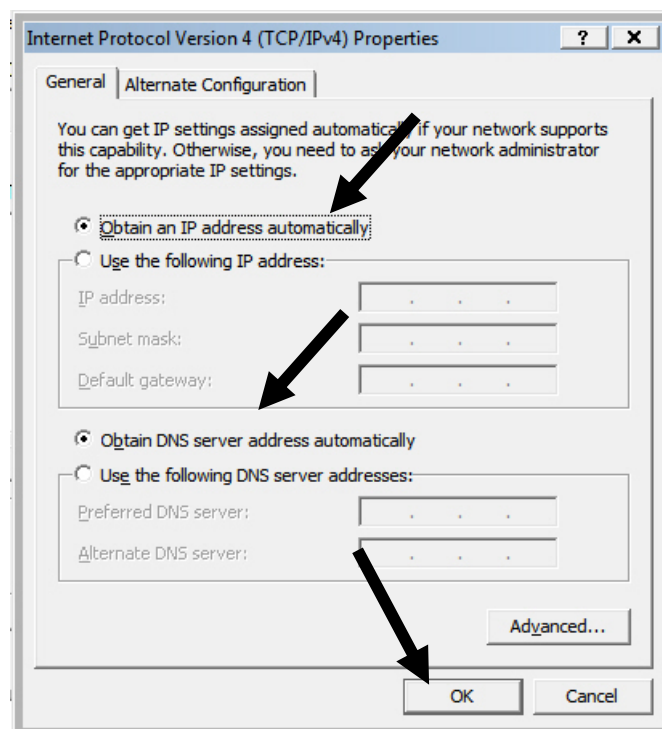 Internet Protocol Version 4 (TCP/IPv4) Properties
General
Alternate Configuration
You can get IP settings assigned automatically if your network supports
this capability. Otherwise, you need to ask your network administrator
for the appropriate IP settings.
Obtain an IP address automatically
Use the following IP address:
IP address:
Subnet mask:
Default gateway:
Obtain DNS server address automatically
Use the following DNS server addresses:
Preferred DNS server:
Alternate DNS server:
Advanced...
OK
Cancel